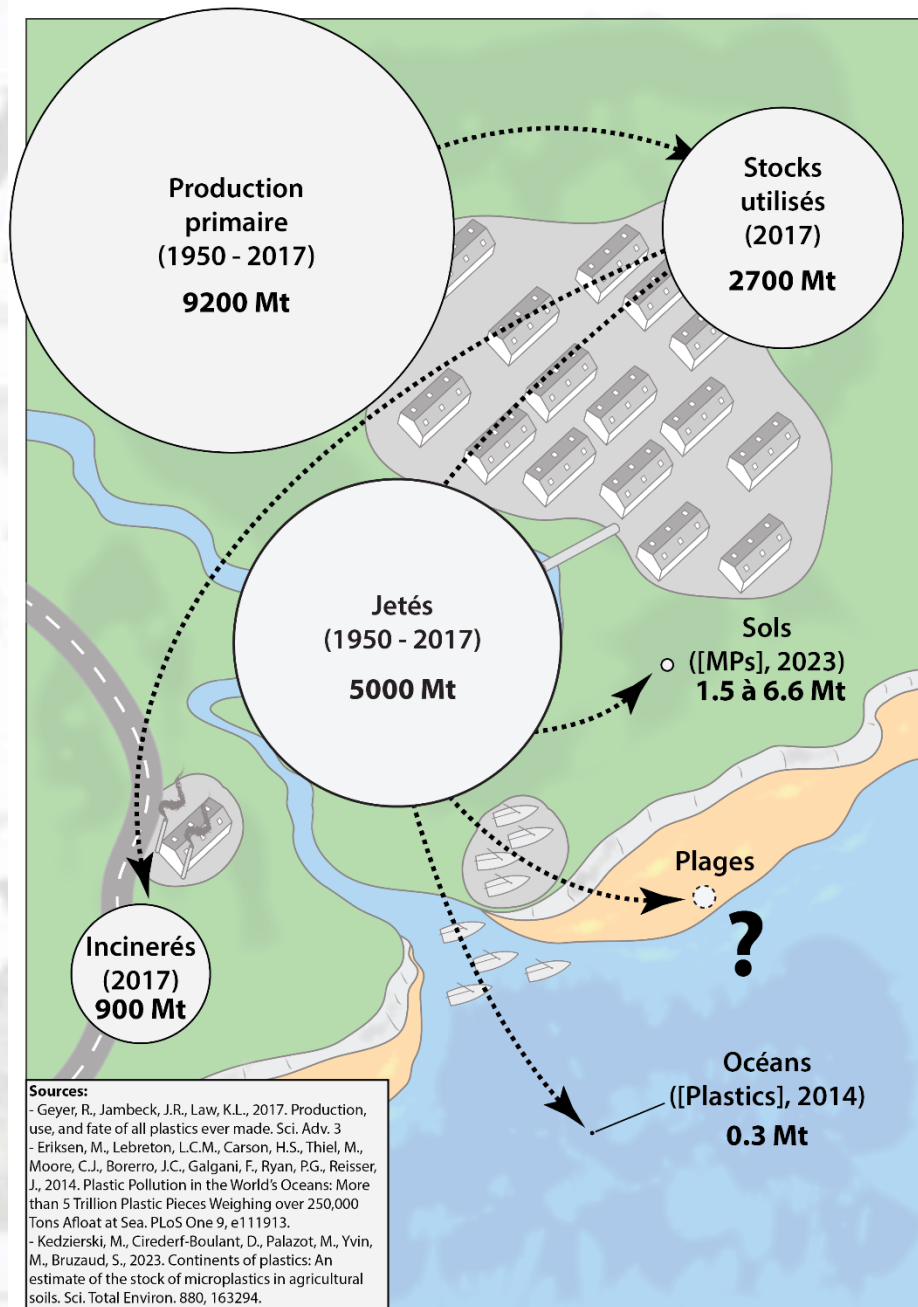 Production
primaire
(1950 - 2017)
9200 Mt
Stocks
utilisés
(2017)
2700 Mt
Jetés
(1950 - 2017)
5000 Mt
Sols
([MPs], 2023)
1.5 à 6.6 Mt
Plages
?
Incinerés
(2017)
900 Mt
Océans
([Plastics], 2014)
0.3 Mt
Sources:
- Geyer, R., Jambeck, J.R., Law, K.L., 2017. Production,
use, and fate of all plastics ever made. Sci. Adv. 3
- Eriksen, M., Lebreton, L.C.M., Carson, H.S., Thiel, M.,
Moore, C.J., Borerro, J.C., Galgani, F., Ryan, P.G., Reisser,
J., 2014. Plastic Pollution in the World's Oceans: More
than 5 Trillion Plastic Pieces Weighing over 250,000
Tons Afloat at Sea. PLoS One 9, e111913.
- Kedzierski, M., Cirederf-Boulant, D., Palazot, M., Yvin,
M., Bruzaud, S., 2023. Continents of plastics: An
estimate of the stock of microplastics in agricultural
soils. Sci. Total Environ. 880, 163294.